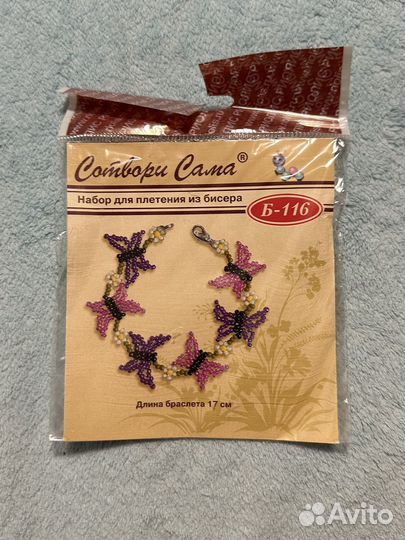 Сотвори Сама®
Набор для плетения из бисера
Б-116
Длина браслета 17 см
Avito